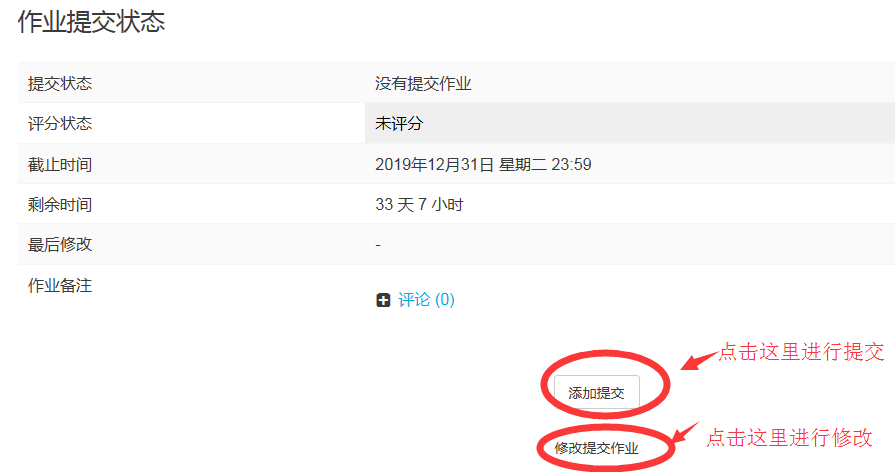 作业提交状态
提交状态 没有提交作业
评分状态 未评分
截止时间 2019年12月31日 星期二 23:59
剩余时间 33 天 7 小时
最后修改 -
作业备注
评论 (0)
点击这里进行提交
添加提交
点击这里进行修改
修改提交作业